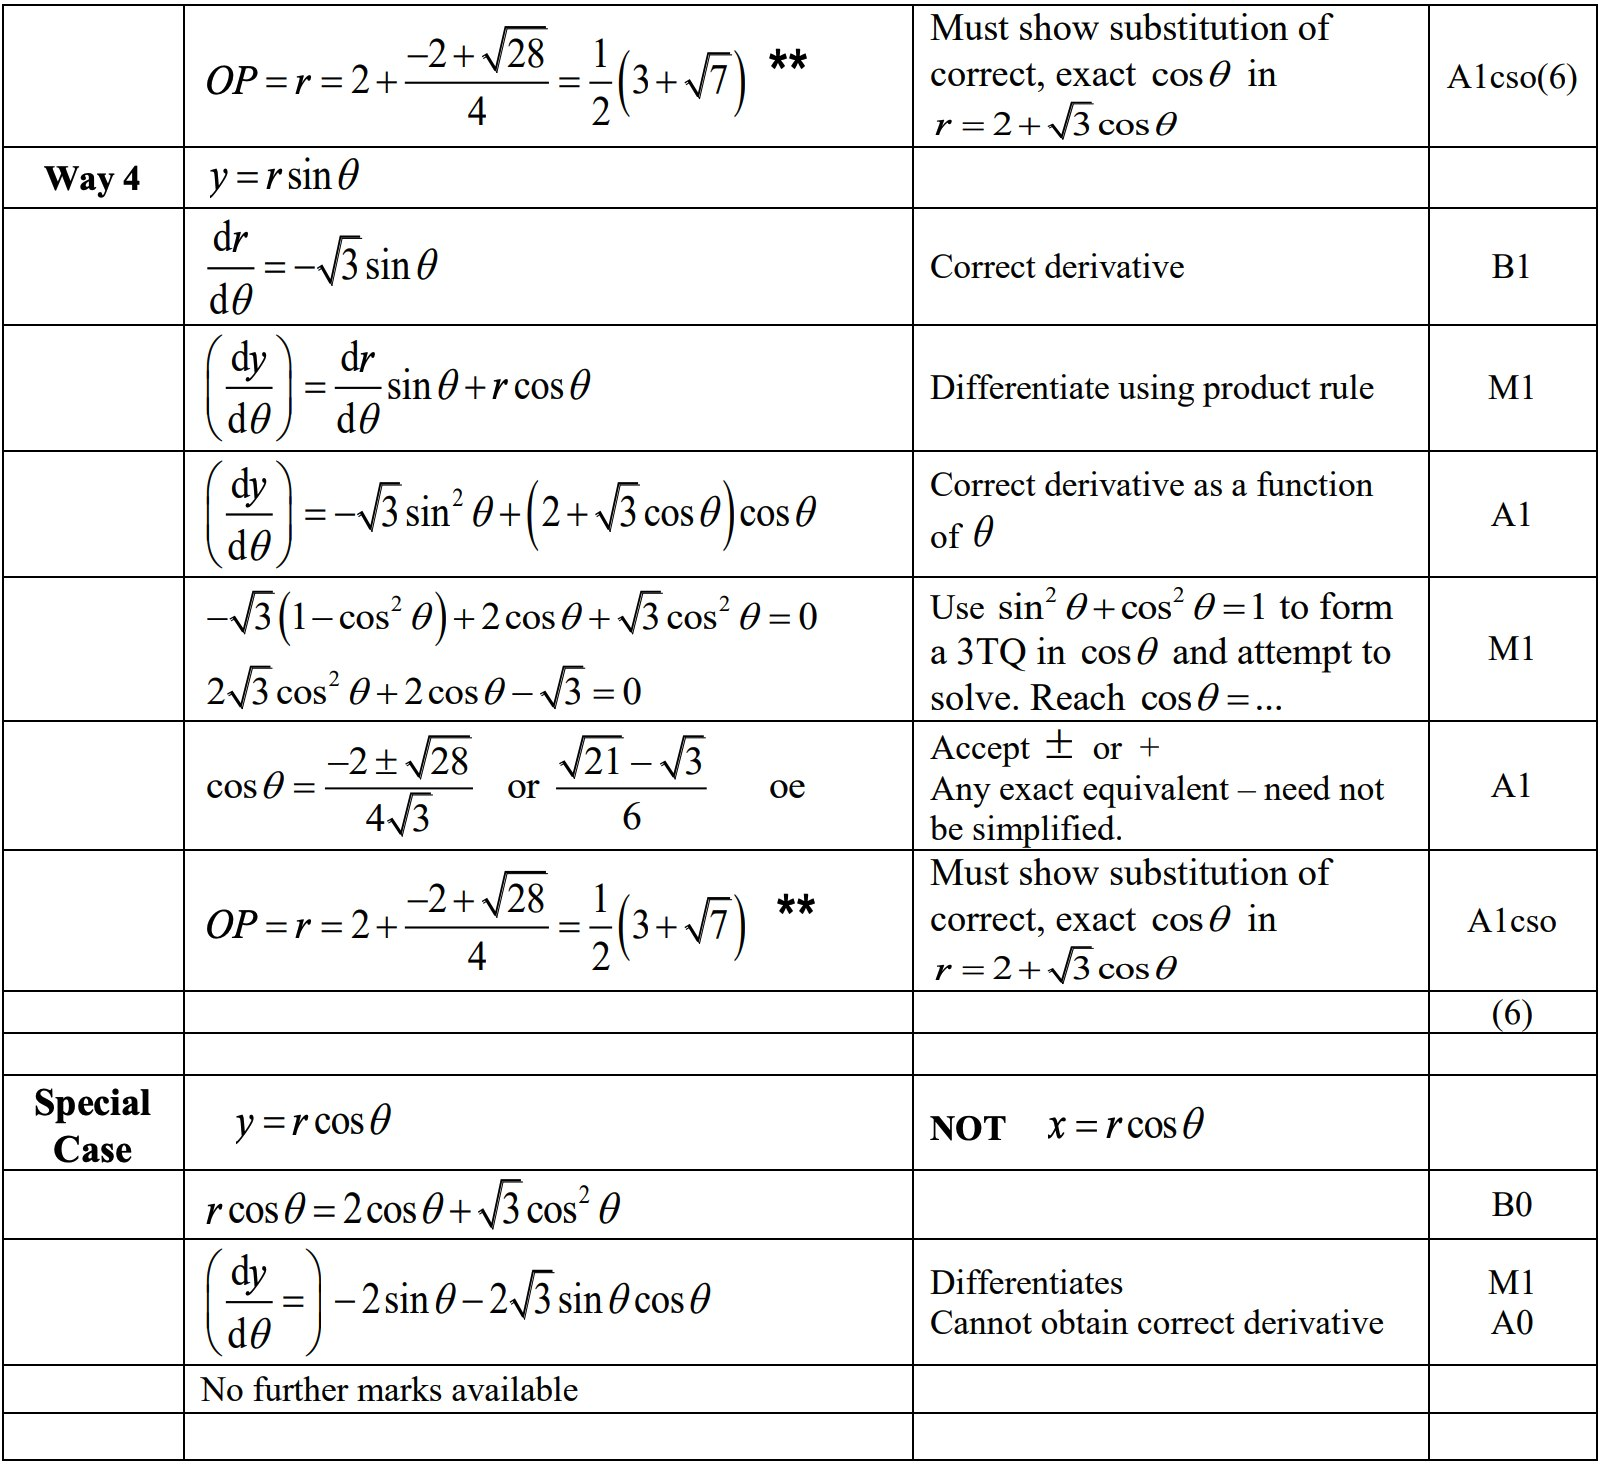 OP = r = 2 + (−2 + √28)/4 = 1/2 (3 + √7) **
Must show substitution of
correct, exact cos θ in
r = 2 + √3 cos θ
A1cso(6)
Way 4
y = r sin θ
dr/dθ = −√3 sin θ
Correct derivative
B1
(dy/dθ) = dr/dθ sin θ + r cos θ
Differentiate using product rule
M1
(dy/dθ) = −√3 sin² θ + (2 + √3 cos θ) cos θ
Correct derivative as a function
of θ
A1
−√3 (1 − cos² θ) + 2 cos θ + √3 cos² θ = 0
2√3 cos² θ + 2 cos θ − √3 = 0
Use sin² θ + cos² θ = 1 to form
a 3TQ in cos θ and attempt to
solve. Reach cos θ = ...
M1
cos θ = (−2 ± √28)/(4√3) or (√21 − √3)/6 oe
Accept ± or +
Any exact equivalent – need not
be simplified.
A1
OP = r = 2 + (−2 + √28)/4 = 1/2 (3 + √7) **
Must show substitution of
correct, exact cos θ in
r = 2 + √3 cos θ
A1cso
(6)
Special
Case
y = r cos θ
NOT x = r cos θ
r cos θ = 2 cos θ + √3 cos² θ
B0
(dy/dθ =) − 2 sin θ − 2√3 sin θ cos θ
Differentiates
Cannot obtain correct derivative
M1
A0
No further marks available